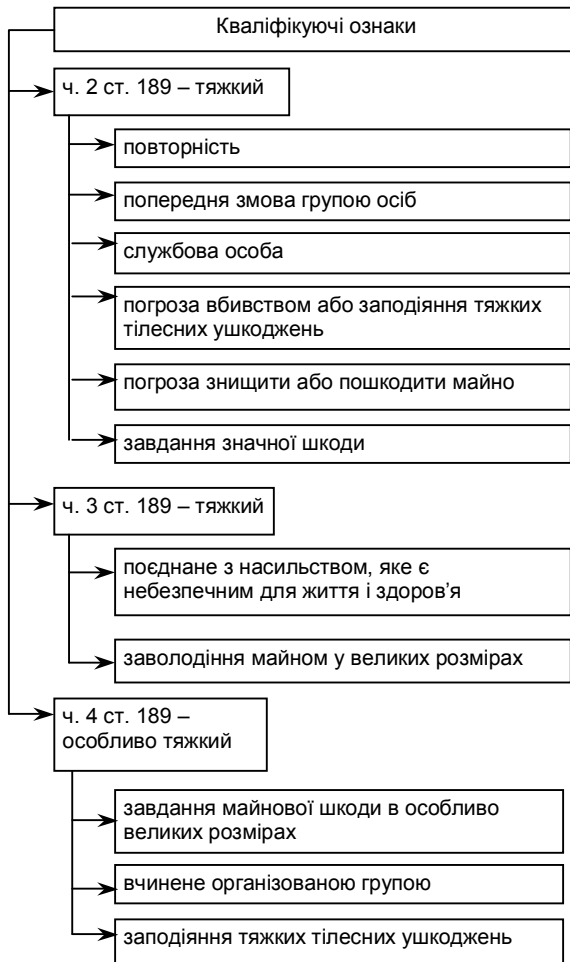 Кваліфікуючі ознаки
ч. 2 ст. 189 – тяжкий
повторність
попередня змова групою осіб
службова особа
погроза вбивством або заподіяння тяжких
тілесних ушкоджень
погроза знищити або пошкодити майно
завдання значної шкоди
ч. 3 ст. 189 – тяжкий
поєднане з насильством, яке є
небезпечним для життя і здоров’я
заволодіння майном у великих розмірах
ч. 4 ст. 189 –
особливо тяжкий
завдання майнової шкоди в особливо
великих розмірах
вчинене організованою групою
заподіяння тяжких тілесних ушкоджень